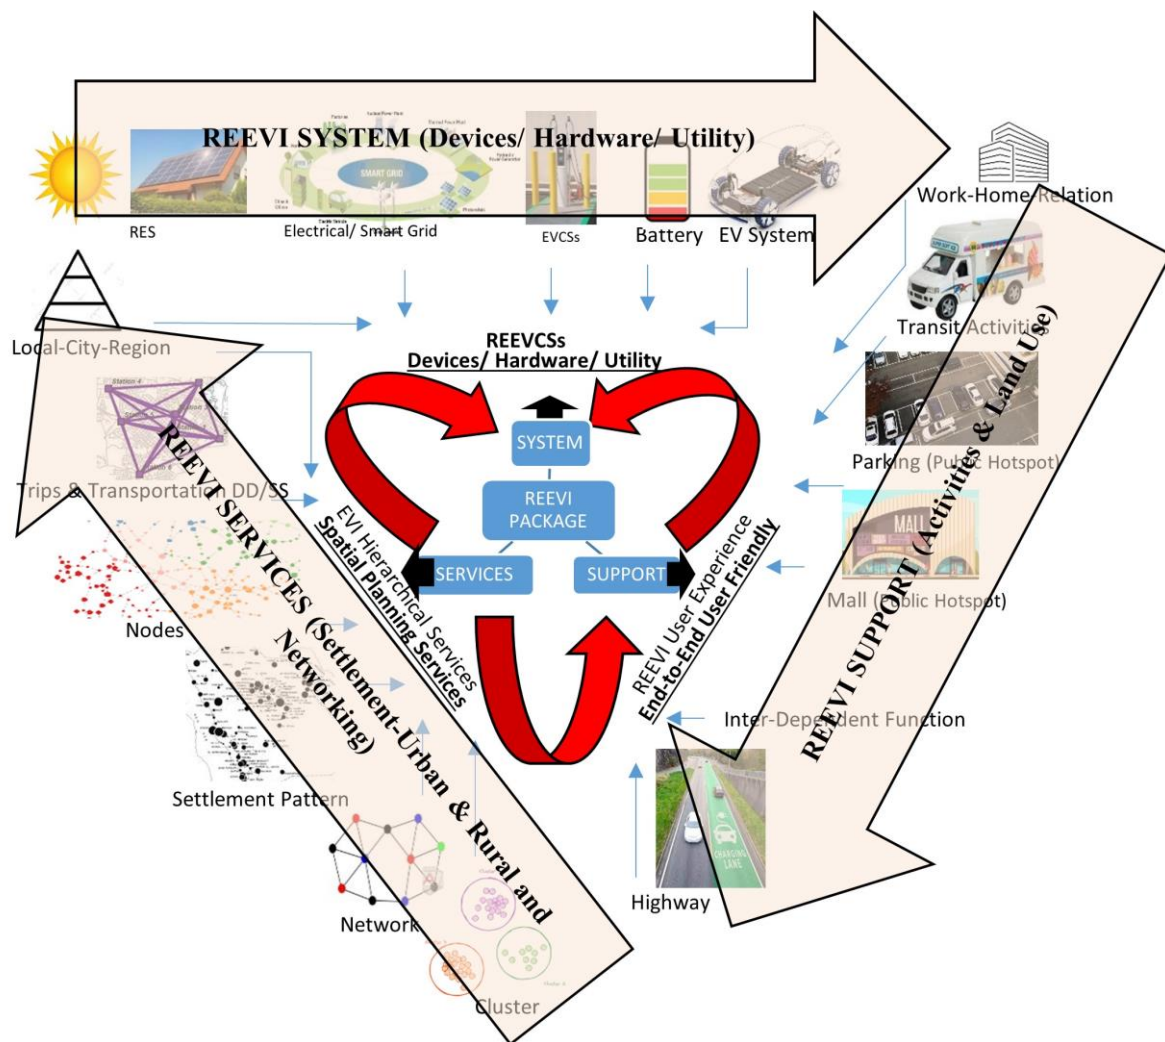 REEVI SYSTEM (Devices/ Hardware/ Utility)
SMART GRID
RES
Electrical/ Smart Grid
EVCSs
Battery
EV System
Work-Home-Relation
Transit Activities
Parking (Public Hotspot)
MALL
Mall (Public Hotspot)
Inter-Dependent Function
CHARGING
LANE
Highway
REEVI SUPPORT (Activities & Land Use)
Local-City-Region
Station 4
Trips & Transportation DD/SS
Nodes
Settlement Pattern
Network
Cluster
REEVI SERVICES (Settlement-Urban & Rural and
Networking)
REEVCSs
Devices/ Hardware/ Utility
SYSTEM
REEVI
PACKAGE
SERVICES
SUPPORT
EVI Hierarchical Services
Spatial Planning Services
REEVI User Experience
End-to-End User Friendly